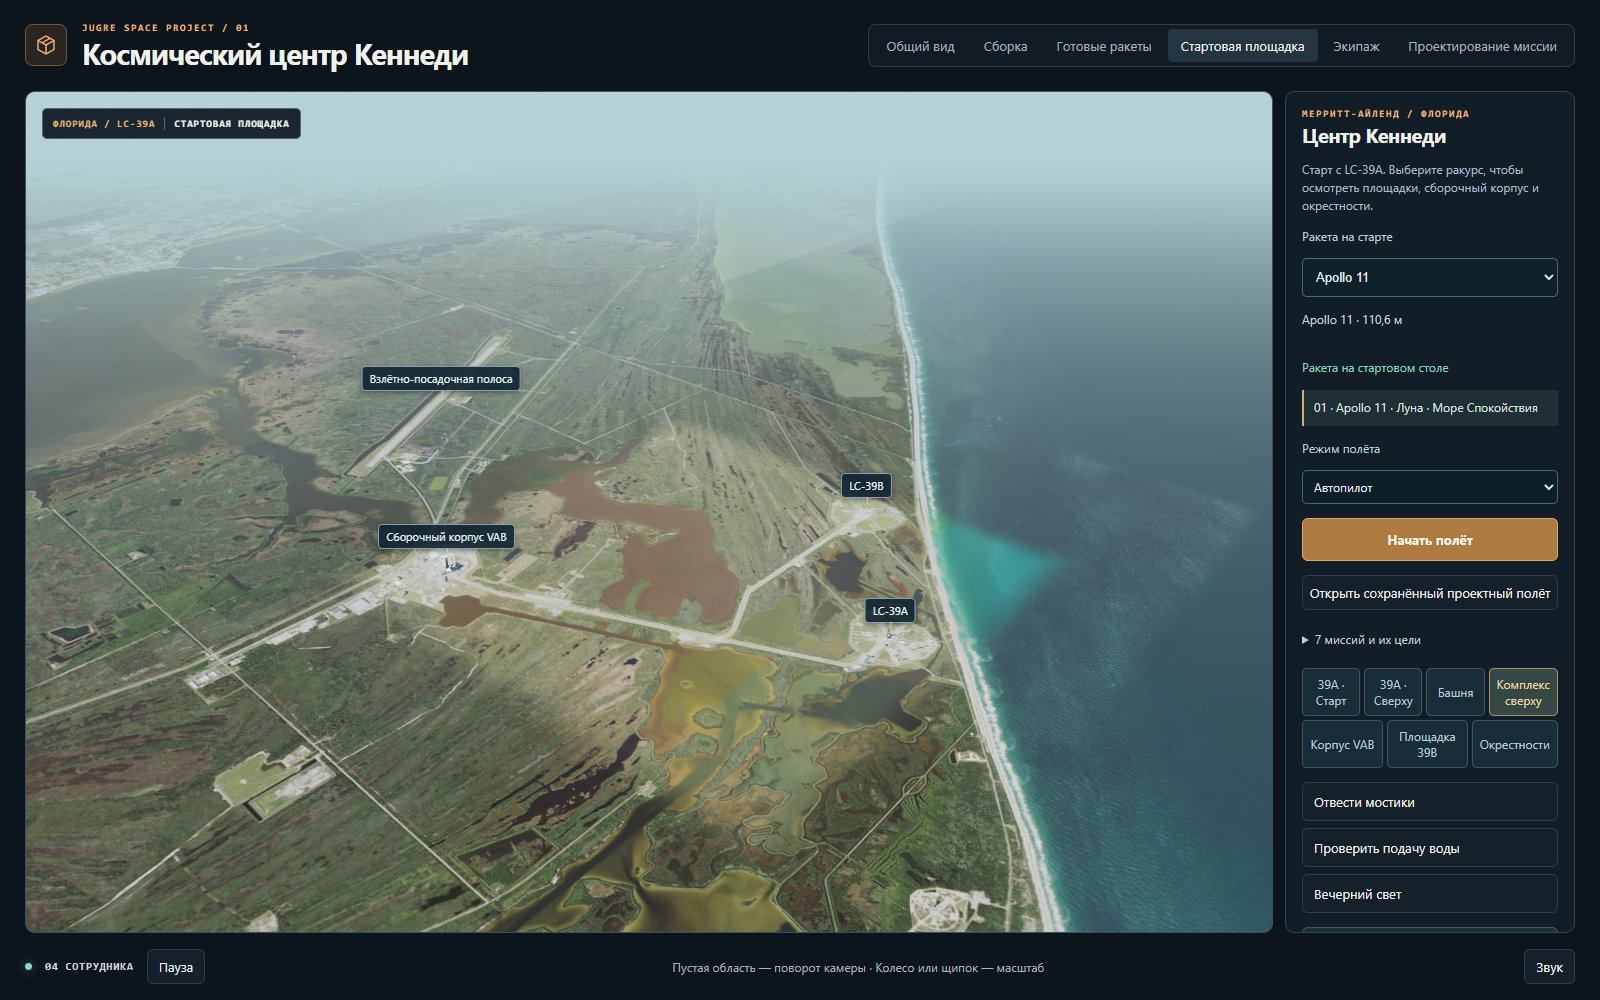 JUGRE SPACE PROJECT / 01
Космический центр Кеннеди
Общий вид
Сборка
Готовые ракеты
Стартовая площадка
Экипаж
Проектирование миссии
ФЛОРИДА / LC-39A
СТАРТОВАЯ ПЛОЩАДКА
Взлётно-посадочная полоса
LC-39B
Сборочный корпус VAB
LC-39A
МЕРРИТТ-АЙЛЕНД / ФЛОРИДА
Центр Кеннеди
Старт с LC-39A. Выберите ракурс, чтобы
осмотреть площадки, сборочный корпус и
окрестности.
Ракета на старте
Apollo 11
Apollo 11 · 110,6 м
Ракета на стартовом столе
01 · Apollo 11 · Луна · Море Спокойствия
Режим полёта
Автопилот
Начать полёт
Открыть сохранённый проектный полёт
7 миссий и их цели
39A ·
Старт
39A ·
Сверху
Башня
Комплекс
сверху
Корпус VAB
Площадка
39B
Окрестности
Отвести мостики
Проверить подачу воды
Вечерний свет
04 СОТРУДНИКА
Пауза
Пустая область — поворот камеры · Колесо или щипок — масштаб
Звук